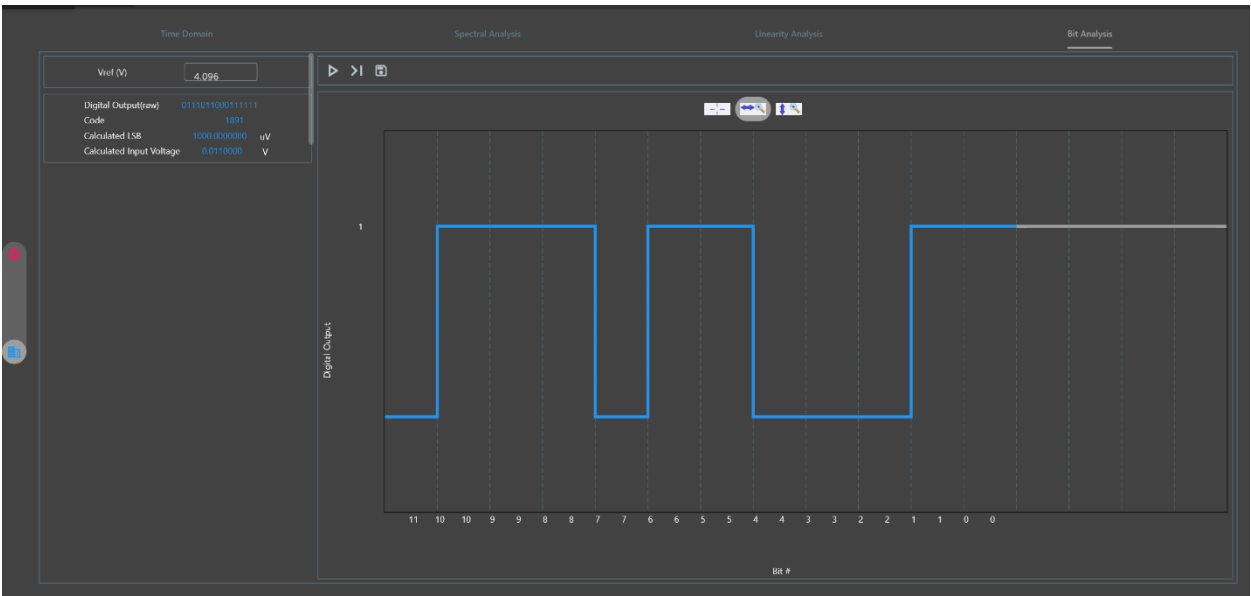 Time Domain Spectral Analysis Linearity Analysis Bit Analysis
Vref (V) 4.096
Digital Output(raw) 0111011000111111
Code 1891
Calculated LSB 1000.0000000 uV
Calculated Input Voltage 0.0110000 V
1
Digital Output
11 10 10 9 9 8 8 7 7 6 6 5 5 4 4 3 3 2 2 1 1 0 0
Bit #